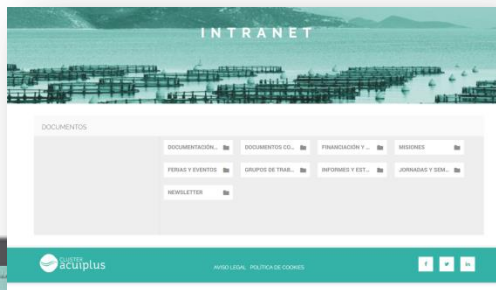 INTRANET
DOCUMENTOS
DOCUMENTACIÓN...
DOCUMENTOS CO...
FINANCIACIÓN Y ...
MISIONES
FERIAS Y EVENTOS
GRUPOS DE TRAB...
INFORMES Y EST...
JORNADAS Y SEM...
NEWSLETTER
CLUSTER
acuiplus
AVISO LEGAL POLÍTICA DE COOKIES